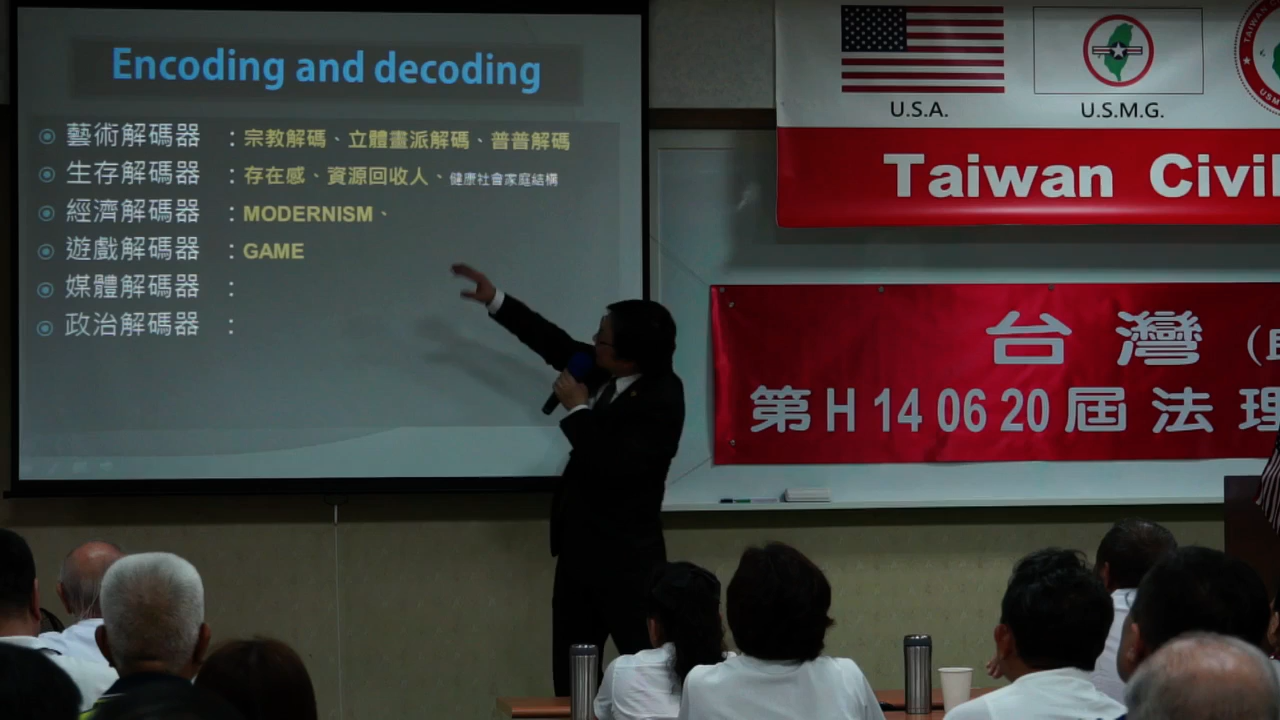 Encoding and decoding
藝術解碼器 ：宗教解碼、立體畫派解碼、普普解碼
生存解碼器 ：存在感、資源回收人、健康社會家庭結構
經濟解碼器 ：MODERNISM、
遊戲解碼器 ：GAME
媒體解碼器 ：
政治解碼器 ：
U.S.A. U.S.M.G.
Taiwan Civil
台灣（
第H 14 06 20屆法理